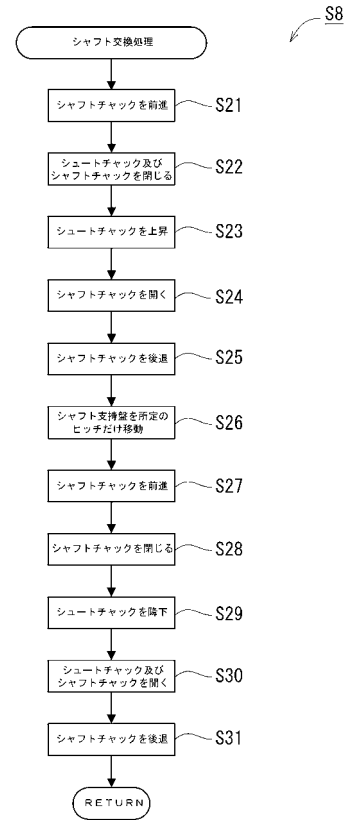 S8
シャフト交換処理
シャフトチャックを前進
S21
シュートチャック及び
シャフトチャックを閉じる
S22
シュートチャックを上昇
S23
シャフトチャックを開く
S24
シャフトチャックを後退
S25
シャフト支持盤を所定の
ピッチだけ移動
S26
シャフトチャックを前進
S27
シャフトチャックを閉じる
S28
シュートチャックを降下
S29
シュートチャック及び
シャフトチャックを開く
S30
シャフトチャックを後退
S31
RETURN